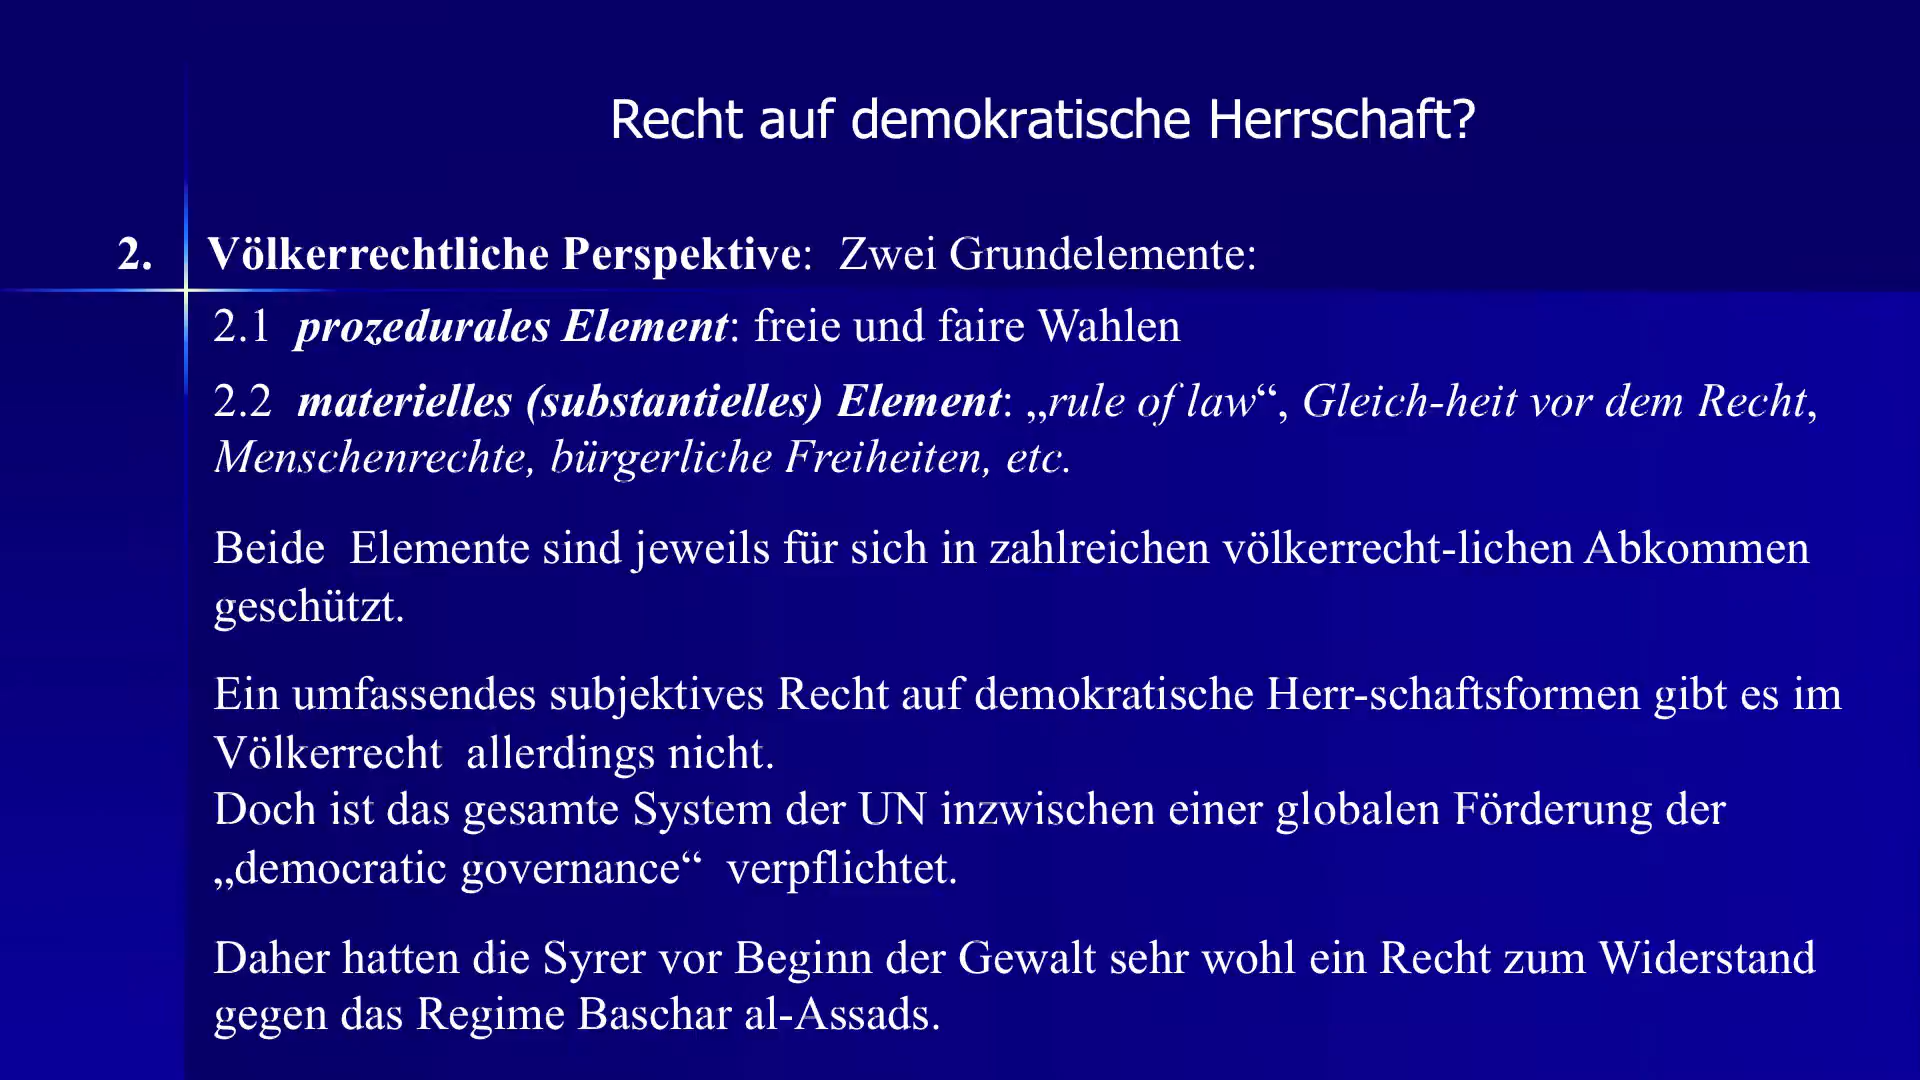 Recht auf demokratische Herrschaft?
2. Völkerrechtliche Perspektive: Zwei Grundelemente:
2.1 prozedurales Element: freie und faire Wahlen
2.2 materielles (substantielles) Element: „rule of law“, Gleich-heit vor dem Recht,
Menschenrechte, bürgerliche Freiheiten, etc.
Beide Elemente sind jeweils für sich in zahlreichen völkerrecht-lichen Abkommen
geschützt.
Ein umfassendes subjektives Recht auf demokratische Herr-schaftsformen gibt es im
Völkerrecht allerdings nicht.
Doch ist das gesamte System der UN inzwischen einer globalen Förderung der
„democratic governance“ verpflichtet.
Daher hatten die Syrer vor Beginn der Gewalt sehr wohl ein Recht zum Widerstand
gegen das Regime Baschar al-Assads.